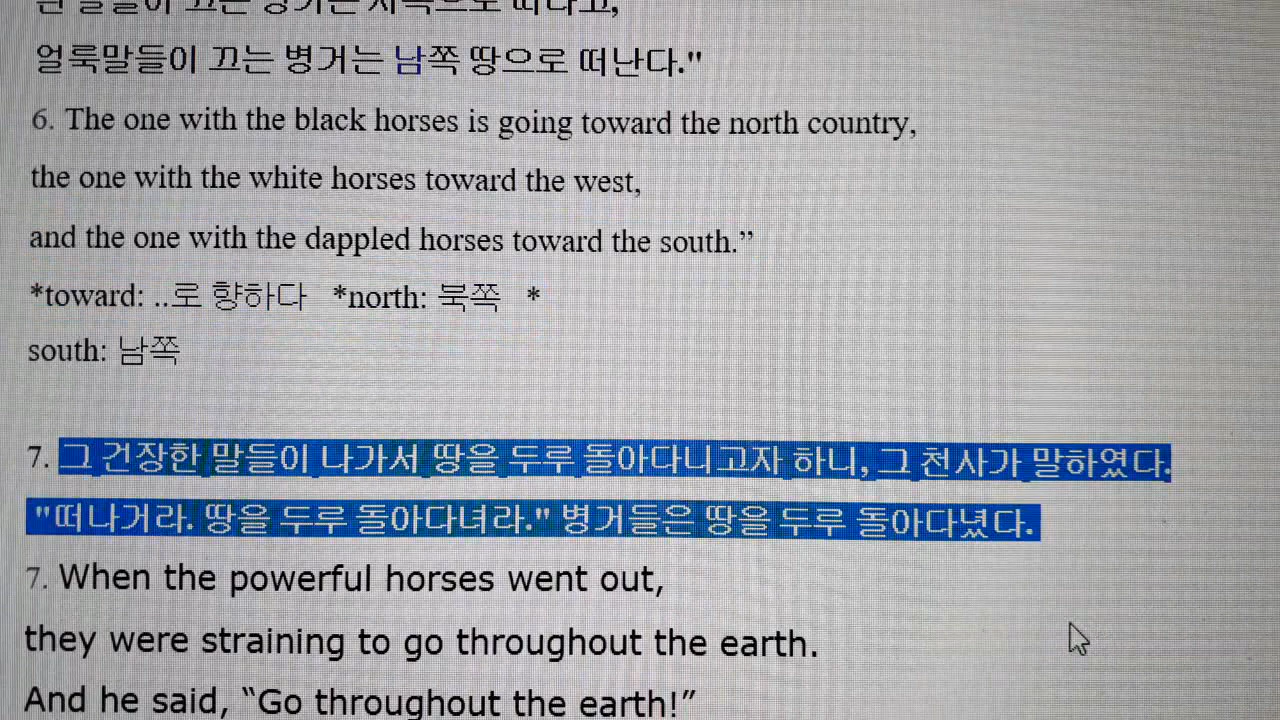 얼룩말들이 끄는 병거는 남쪽 땅으로 떠난다."
6. The one with the black horses is going toward the north country,
the one with the white horses toward the west,
and the one with the dappled horses toward the south.”
*toward: ..로 향하다 *north: 북쪽 *
south: 남쪽
7. 그 건장한 말들이 나가서 땅을 두루 돌아다니고자 하니, 그 천사가 말하였다.
"떠나거라. 땅을 두루 돌아다녀라." 병거들은 땅을 두루 돌아다녔다.
7. When the powerful horses went out,
they were straining to go throughout the earth.
And he said, “Go throughout the earth!”